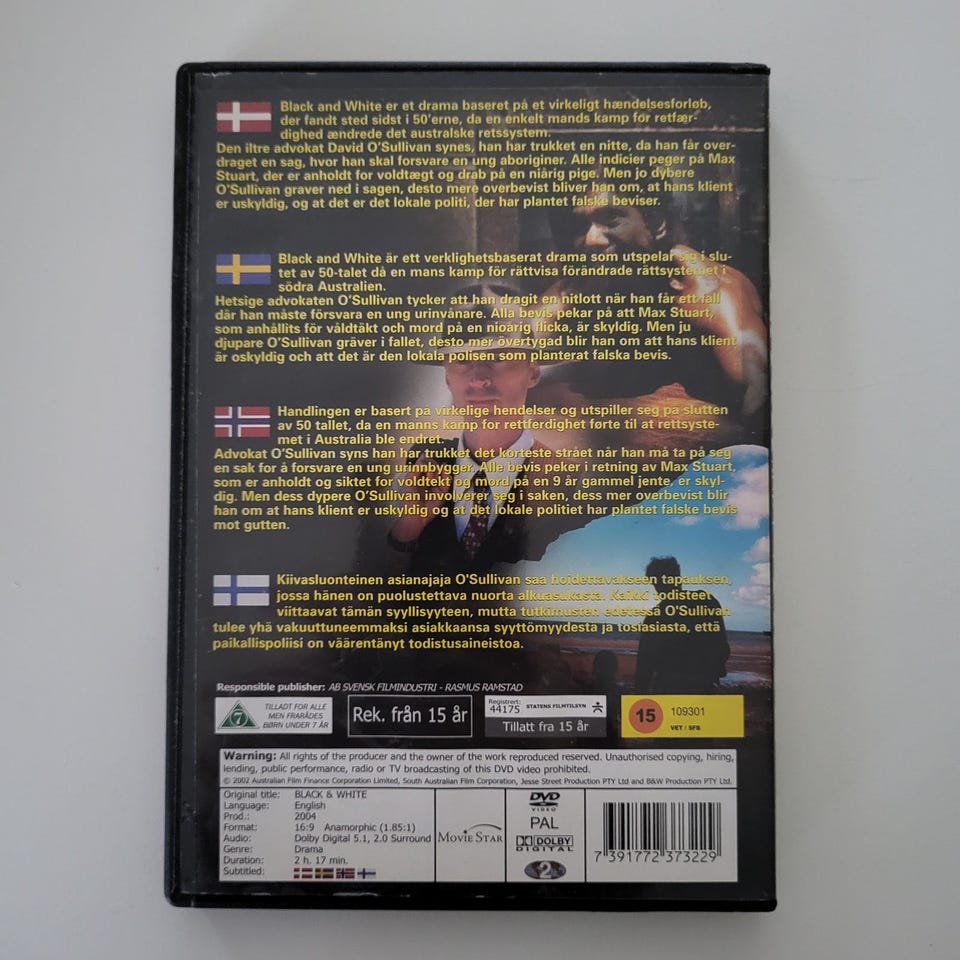 Black and White er et drama baseret på et virkeligt hændelsesforløb,
der fandt sted sidst i 50'erne, da en enkelt mands kamp for retfær-
dighed ændrede det australske retssystem.
Den iltre advokat David O'Sullivan synes, han har trukket en nitte, da han får over-
draget en sag, hvor han skal forsvare en ung aboriginer. Alle indicier peger på Max
Stuart, der er anholdt for voldtægt og drab på en niårig pige. Men jo dybere
O'Sullivan graver ned i sagen, desto mere overbevist bliver han om, at hans klient
er uskyldig, og at det er det lokale politi, der har plantet falske beviser.
Black and White är ett verklighetsbaserat drama som utspelar sig i slu-
tet av 50-talet då en mans kamp för rättvisa förändrade rättsystemet i
södra Australien.
Hetsige advokaten O'Sullivan tycker att han dragit en nitlott när han får ett fall
där han måste försvara en ung urinvånare. Alla bevis pekar på att Max Stuart,
som anhållits för våldtäkt och mord på en nioårig flicka, är skyldig. Men ju
djupare O'Sullivan gräver i fallet, desto mer övertygad blir han om att hans klient
är oskyldig och att det är den lokala polisen som planterat falska bevis.
Handlingen er basert på virkelige hendelser og utspiller seg på slutten
av 50 tallet, da en manns kamp for rettferdighet førte til at rettsyste-
met i Australia ble endret.
Advokat O'Sullivan syns han har trukket det korteste strået når han må ta på seg
en sak for å forsvare en ung urinnbygger. Alle bevis peker i retning av Max Stuart,
som er anholdt og siktet for voldtekt og mord på en 9 år gammel jente, er skyl-
dig. Men dess dypere O'Sullivan involverer seg i saken, dess mer overbevist blir
han om at hans klient er uskyldig og at det lokale politiet har plantet falske bevis
mot gutten.
Kiivasluonteinen asianajaja O'Sullivan saa hoidettavakseen tapauksen,
jossa hänen on puolustettava nuorta alkuasukasta. Kaikki todisteet
viittaavat tämän syyllisyyteen, mutta tutkimusten edetessä O'Sullivan
tulee yhä vakuuttuneemmaksi asiakkaansa syyttömyydesta ja tosiasiasta, että
paikallispoliisi on väärentänyt todistusaineistoa.
Responsible publisher: AB SVENSK FILMINDUSTRI - RASMUS RAMSTAD
7 TILLADT FOR ALLE
MEN FRARÅDES
BØRN UNDER 7 ÅR
Rek. från 15 år
Registrert:
44175 STATENS FILMTILSYN
Tillatt fra 15 år
15 109301
VET / SFB
Warning: All rights of the producer and the owner of the work reproduced reserved. Unauthorised copying, hiring,
lending, public performance, radio or TV broadcasting of this DVD video prohibited.
© 2002 Australian Film Finance Corporation Limited, South Australian Film Corporation, Jesse Street Production PTY Ltd and B&W Production PTY Ltd.
Original title: BLACK & WHITE
Language: English
Prod.: 2004
Format: 16:9 Anamorphic (1.85:1)
Audio: Dolby Digital 5.1, 2.0 Surround
Genre: Drama
Duration: 2 h. 17 min.
Subtitled:
MOVIE STAR
DVD
VIDEO
PAL
DOLBY
DIGITAL
2
7 391772 373229